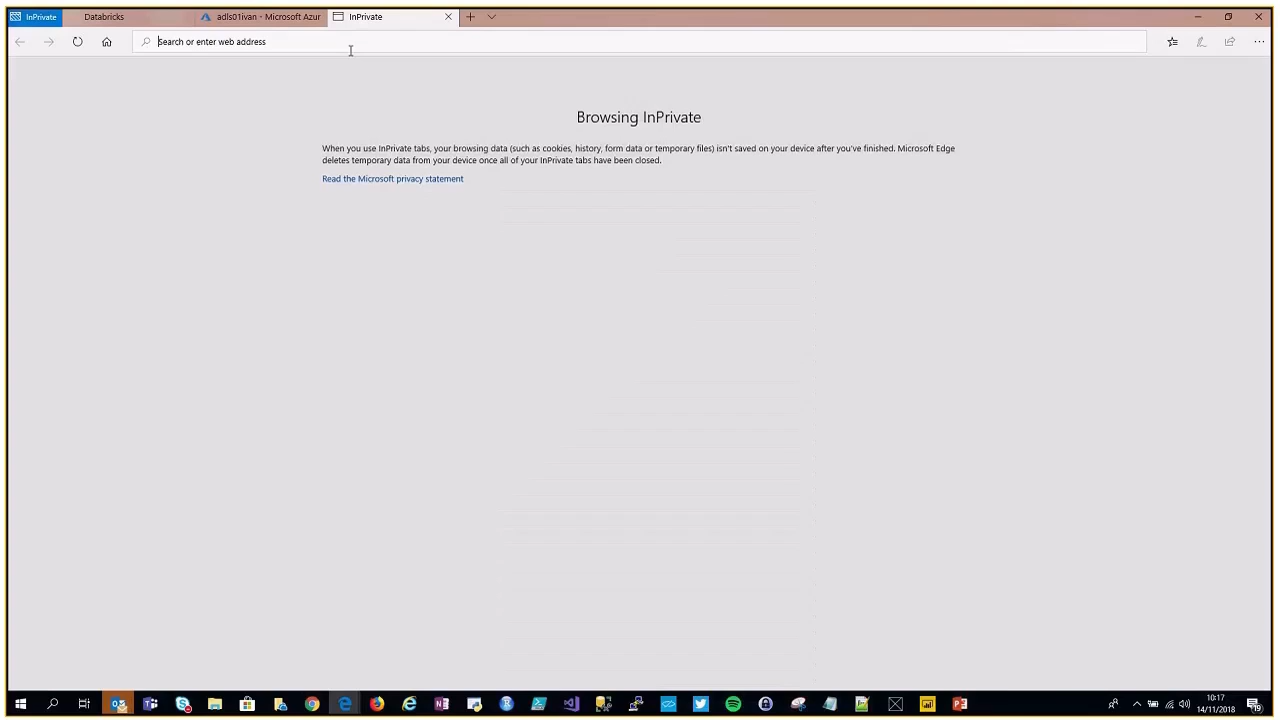 InPrivate
Databricks
adls01ivan - Microsoft Azur
InPrivate
Search or enter web address
Browsing InPrivate
When you use InPrivate tabs, your browsing data (such as cookies, history, form data or temporary files) isn't saved on your device after you've finished. Microsoft Edge
deletes temporary data from your device once all of your InPrivate tabs have been closed.
Read the Microsoft privacy statement
10:17
14/11/2018
19